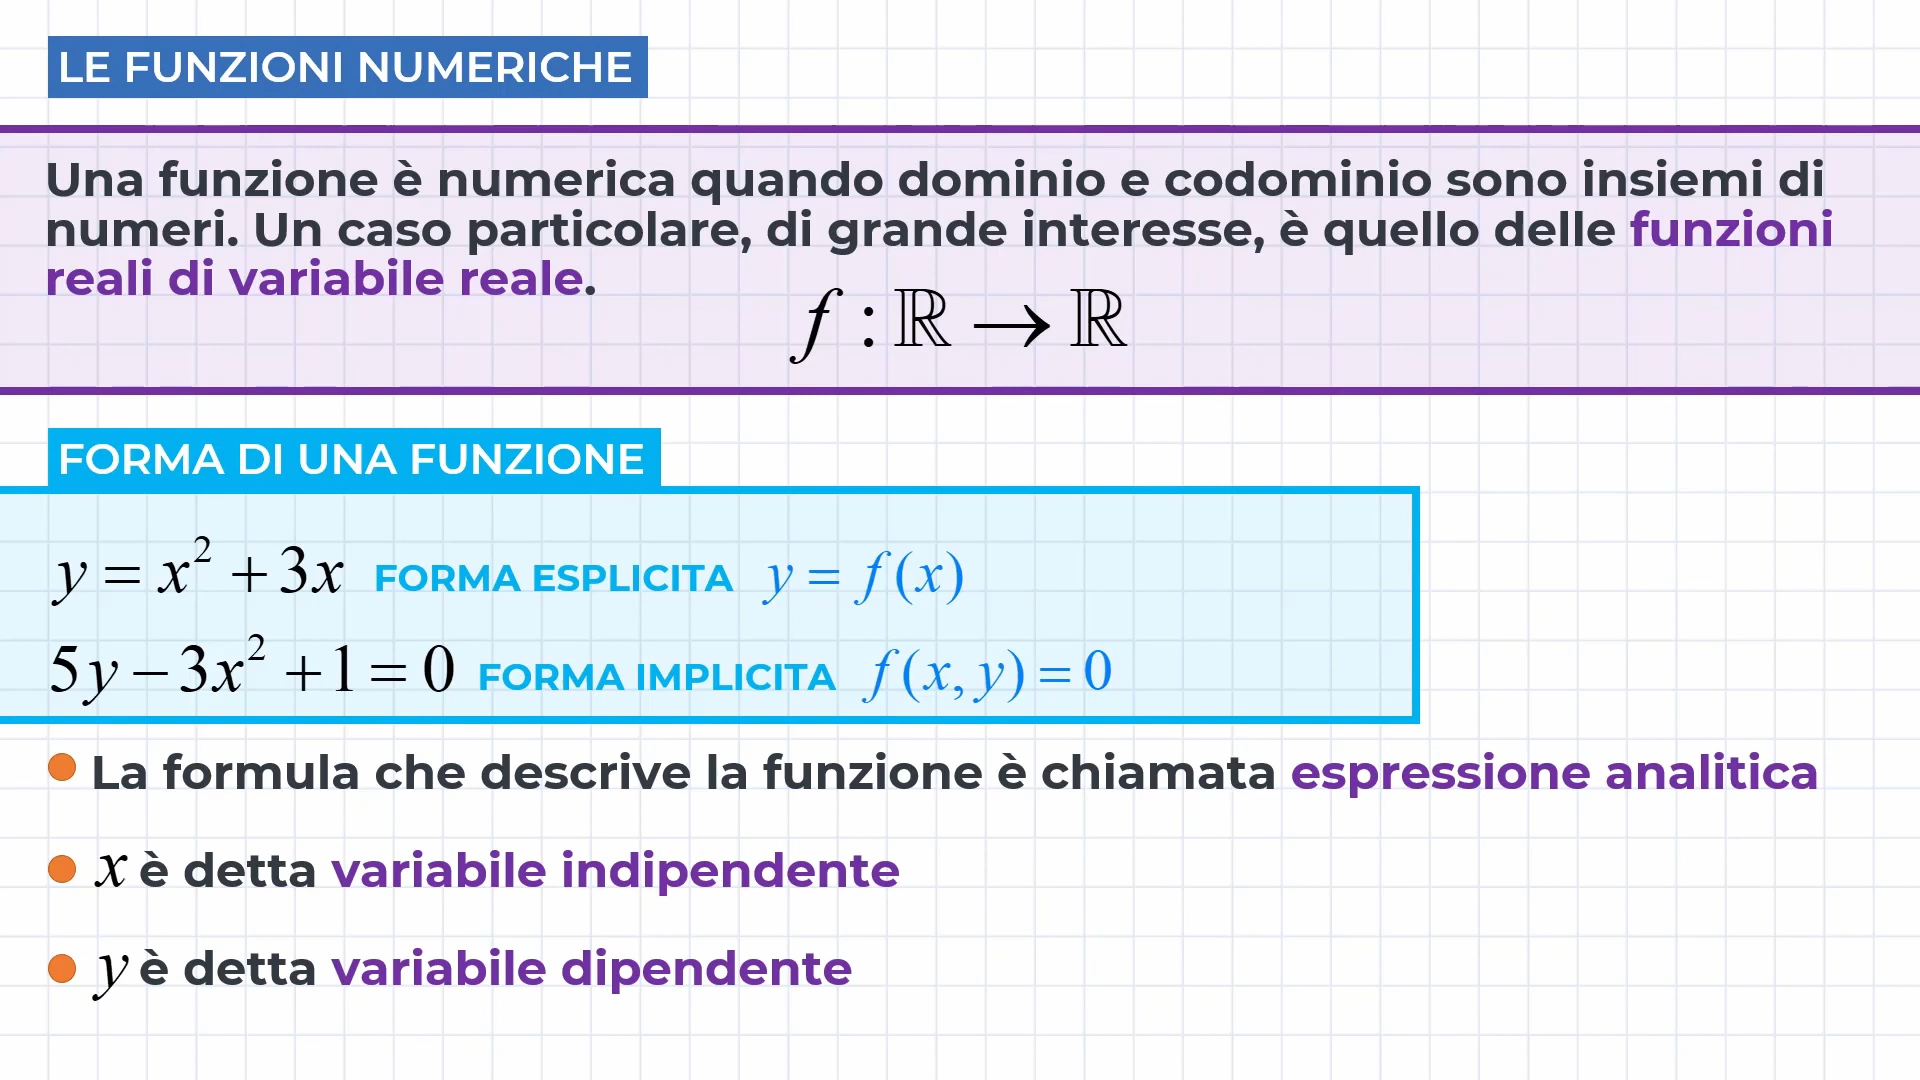 LE FUNZIONI NUMERICHE
Una funzione è numerica quando dominio e codominio sono insiemi di
numeri. Un caso particolare, di grande interesse, è quello delle funzioni
reali di variabile reale.
f : ℝ → ℝ
FORMA DI UNA FUNZIONE
y = x² + 3x FORMA ESPLICITA y = f(x)
5y − 3x² + 1 = 0 FORMA IMPLICITA f(x, y) = 0
La formula che descrive la funzione è chiamata espressione analitica
x è detta variabile indipendente
y è detta variabile dipendente